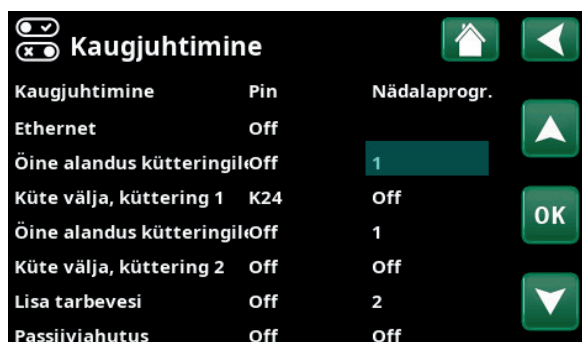 Kaugjuhtimine
Kaugjuhtimine Pin Nädalaprogr.
Ethernet Off
Öine alandus kütteringil Off 1
Küte välja, küttering 1 K24 Off
OK
Öine alandus kütteringil Off 1
Küte välja, küttering 2 Off Off
Lisa tarbevesi Off 2
Passiivjahutus Off Off